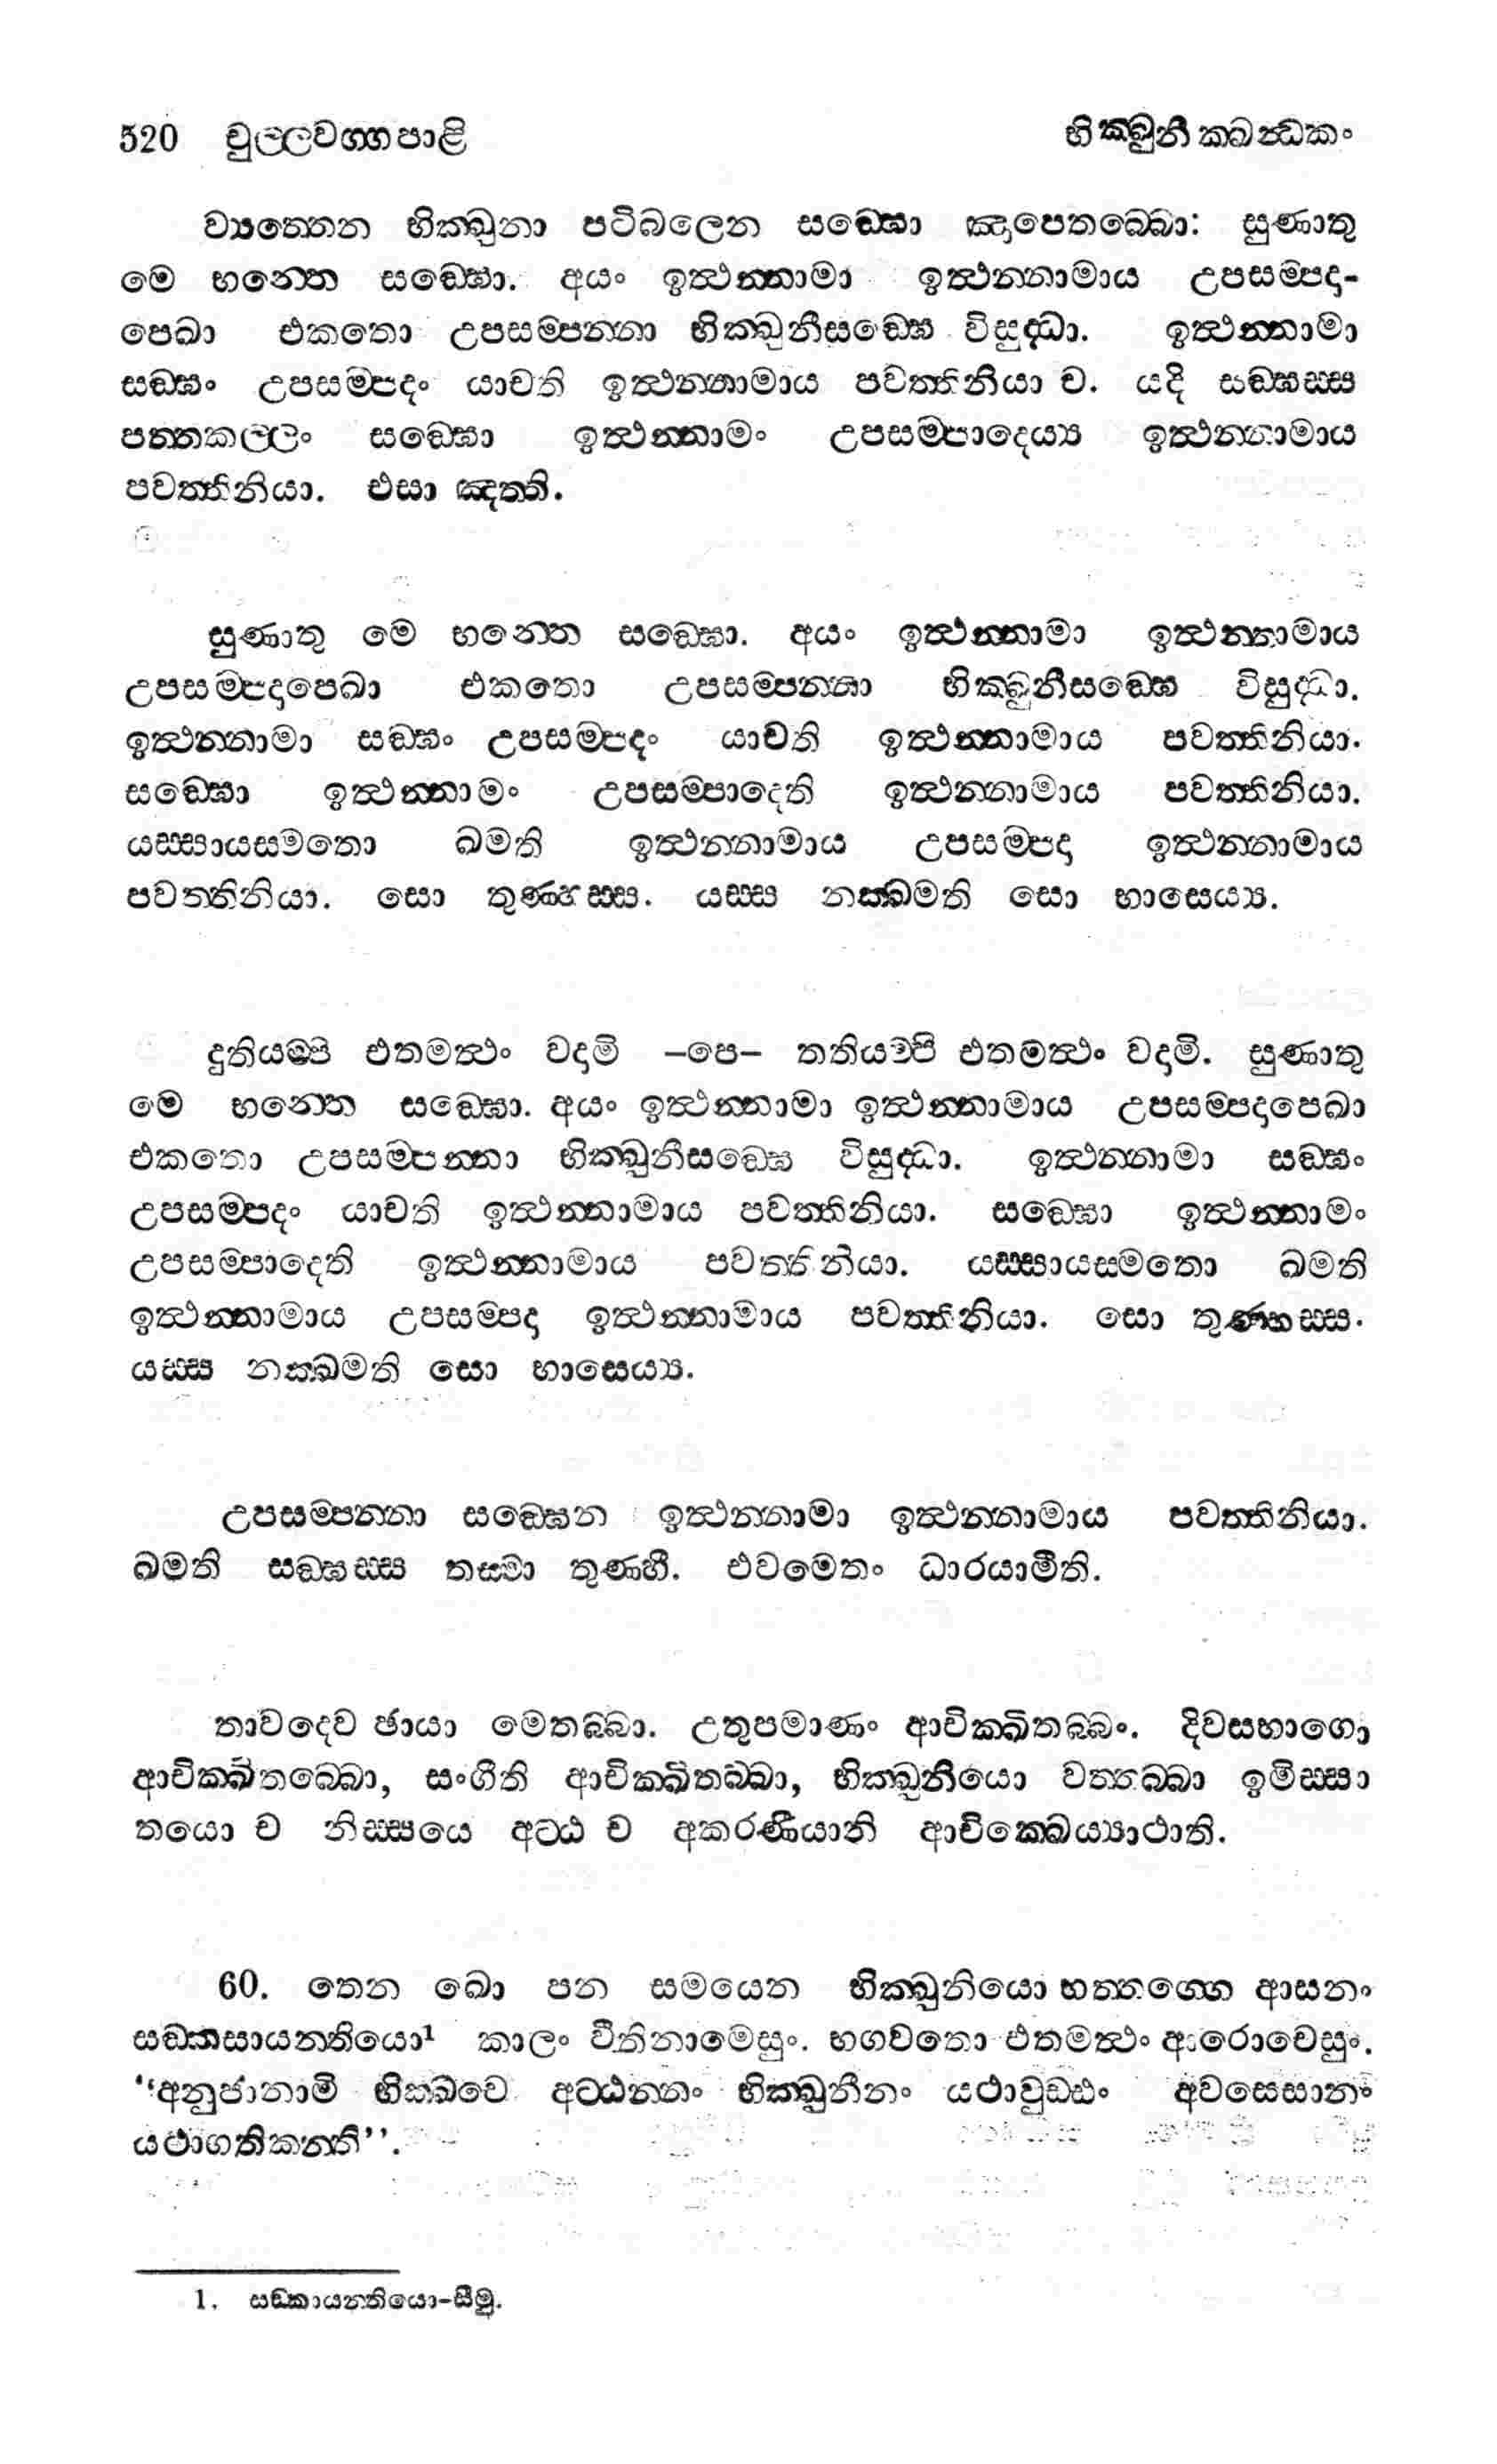 520 චුල්ලවග්ගපාළි භික්ඛුනීක්ඛන්ධකං
ව්‍යත්තෙන භික්ඛුනා පටිබලෙන සඞ්ඝො ඤාපෙතබ්බො: සුණාතු
මෙ භන්තෙ සඞ්ඝො. අයං ඉත්ථන්නාමා ඉත්ථන්නාමාය උපසම්පදා-
පෙඛා එකතො උපසම්පන්නා භික්ඛුනීසඞ්ඝෙ විසුද්ධා. ඉත්ථන්නාමා
සඞ්ඝං උපසම්පදං යාචති ඉත්ථන්නාමාය පවත්තිනියා ච. යදි සඞ්ඝස්ස
පත්තකල්ලං සඞ්ඝො ඉත්ථන්නාමං උපසම්පාදෙය්‍ය ඉත්ථන්නාමාය
පවත්තිනියා. එසා ඤත්ති.
සුණාතු මෙ භන්තෙ සඞ්ඝො. අයං ඉත්ථන්නාමා ඉත්ථන්නාමාය
උපසම්පදාපෙඛා එකතො උපසම්පන්නා භික්ඛුනීසඞ්ඝෙ විසුද්ධා.
ඉත්ථන්නාමා සඞ්ඝං උපසම්පදං යාචති ඉත්ථන්නාමාය පවත්තිනියා.
සඞ්ඝො ඉත්ථන්නාමං උපසම්පාදෙති ඉත්ථන්නාමාය පවත්තිනියා.
යස්සායස්මතො ඛමති ඉත්ථන්නාමාය උපසම්පදා ඉත්ථන්නාමාය
පවත්තිනියා. සො තුණ්හස්ස. යස්ස නක්ඛමති සො භාසෙය්‍ය.
දුතියම්පි එතමත්ථං වදාමි –පෙ– තතියම්පි එතමත්ථං වදාමි. සුණාතු
මෙ භන්තෙ සඞ්ඝො. අයං ඉත්ථන්නාමා ඉත්ථන්නාමාය උපසම්පදාපෙඛා
එකතො උපසම්පන්නා භික්ඛුනීසඞ්ඝෙ විසුද්ධා. ඉත්ථන්නාමා සඞ්ඝං
උපසම්පදං යාචති ඉත්ථන්නාමාය පවත්තිනියා. සඞ්ඝො ඉත්ථන්නාමං
උපසම්පාදෙති ඉත්ථන්නාමාය පවත්තිනියා. යස්සායස්මතො ඛමති
ඉත්ථන්නාමාය උපසම්පදා ඉත්ථන්නාමාය පවත්තිනියා. සො තුණ්හස්ස.
යස්ස නක්ඛමති සො භාසෙය්‍ය.
උපසම්පන්නා සඞ්ඝෙන ඉත්ථන්නාමා ඉත්ථන්නාමාය පවත්තිනියා.
ඛමති සඞ්ඝස්ස තස්මා තුණ්හී. එවමෙතං ධාරයාමීති.
තාවදෙව ඡායා මෙතබ්බා. උතුපමාණං ආචික්ඛිතබ්බං. දිවසභාගො
ආචික්ඛිතබ්බො, සංගීති ආචික්ඛිතබ්බා, භික්ඛුනියො වත්තබ්බා ඉමිස්සා
තයො ච නිස්සයෙ අට්ඨ ච අකරණීයානි ආචික්ඛෙය්‍යාථාති.
60. තෙන ඛො පන සමයෙන භික්ඛුනියො භත්තග්ගෙ ආසනං
සඞ්කසායන්තියො¹ කාලං වීතිනාමෙසුං. භගවතො එතමත්ථං ආරොචෙසුං.
“අනුජානාමි භික්ඛවෙ අට්ඨන්නං භික්ඛුනීනං යථාවුඩ්ඪං අවසෙසානං
යථාගතිකන්ති”.
1. සඞ්කායන්තියො-සීමු.